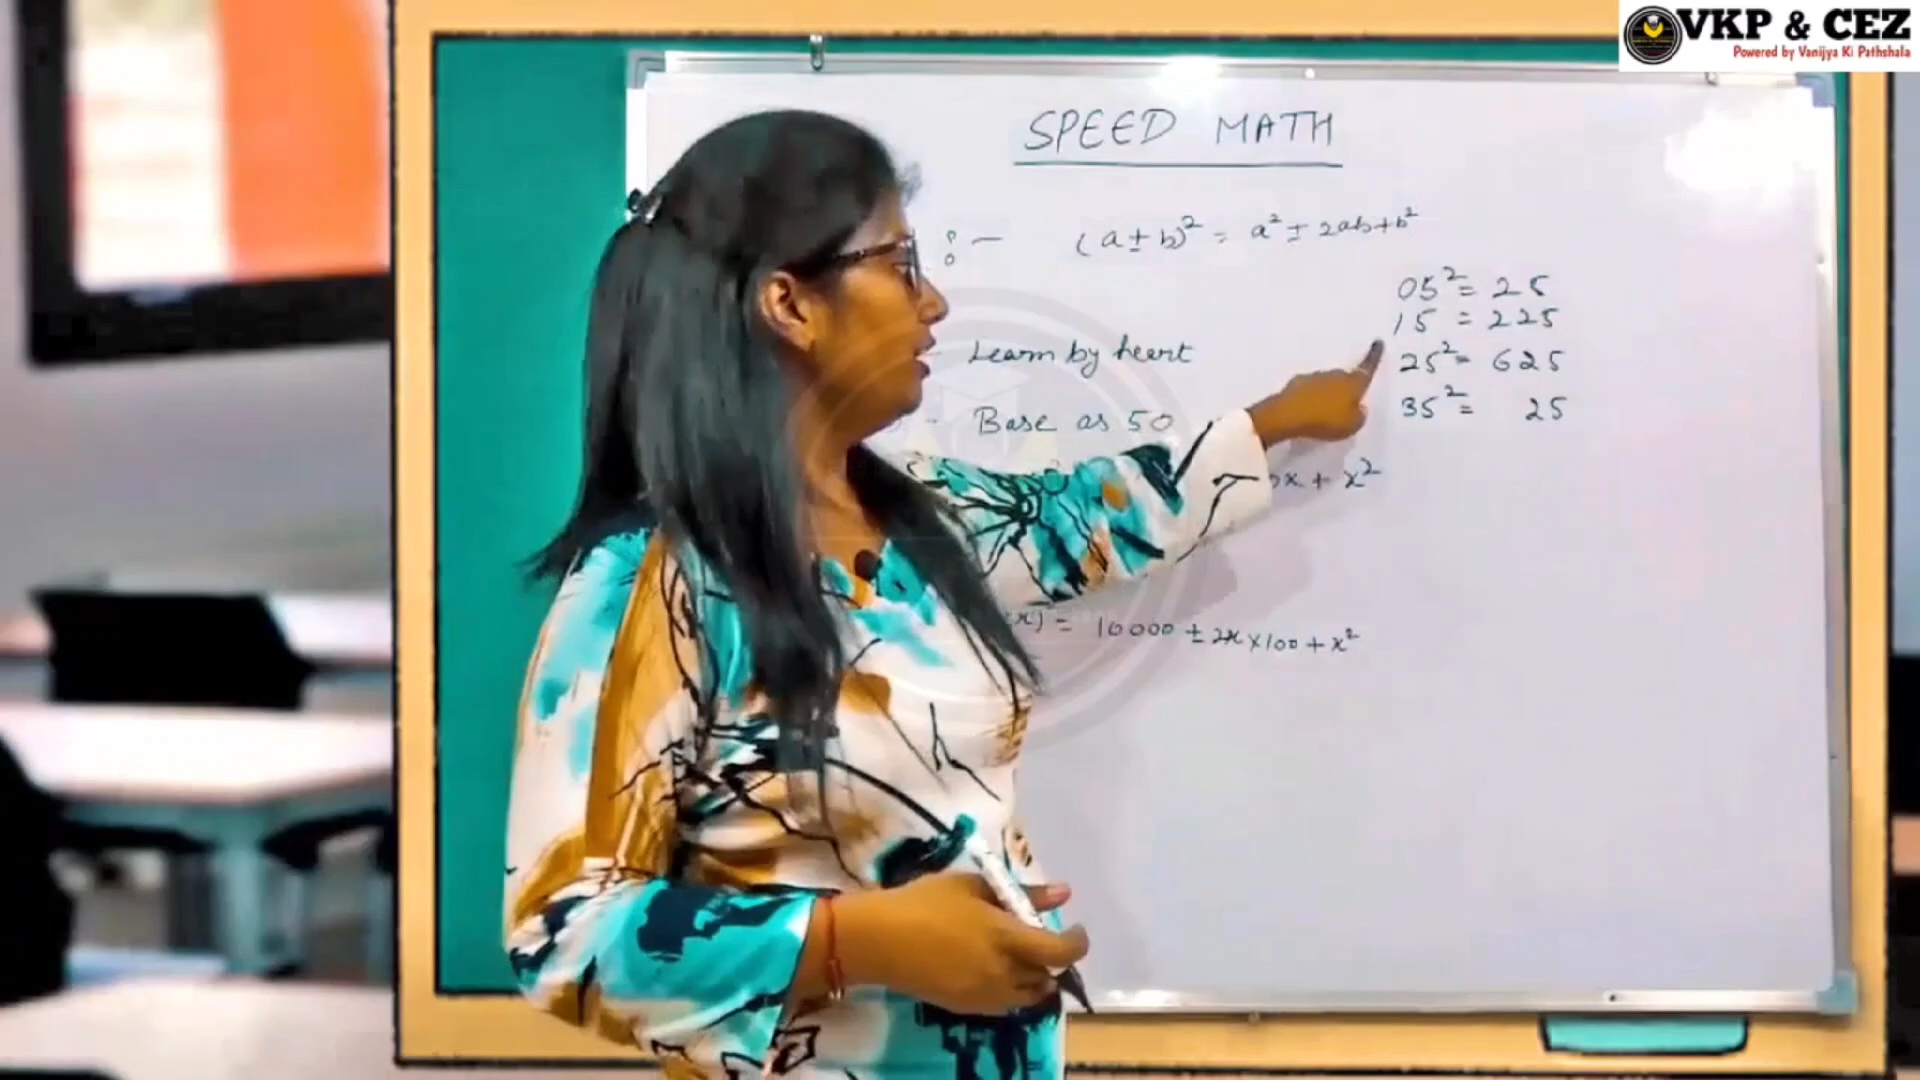 VKP & CEZ
Powered by Vanijya Ki Pathshala
SPEED MATH
:- (a ± b)² = a² ± 2ab + b²
05² = 25
15 = 225
- Learn by heart
25² = 625
35² = 25
- Base as 50
x + x²
x) = 10000 ± 2x × 100 + x²